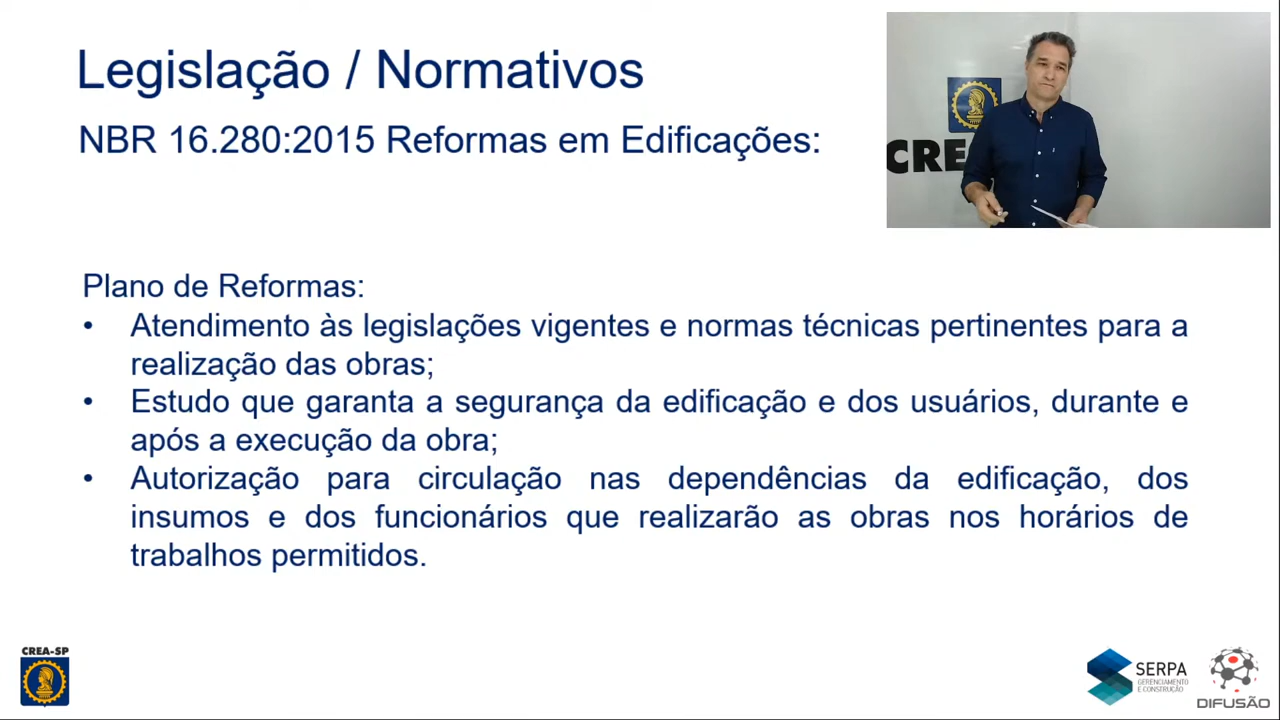 Legislação / Normativos
NBR 16.280:2015 Reformas em Edificações:
CRE
Plano de Reformas:
• Atendimento às legislações vigentes e normas técnicas pertinentes para a
realização das obras;
• Estudo que garanta a segurança da edificação e dos usuários, durante e
após a execução da obra;
• Autorização para circulação nas dependências da edificação, dos
insumos e dos funcionários que realizarão as obras nos horários de
trabalhos permitidos.
CREA-SP
SERPA
GERENCIAMENTO
E CONSTRUÇÃO
DIFUSÃO